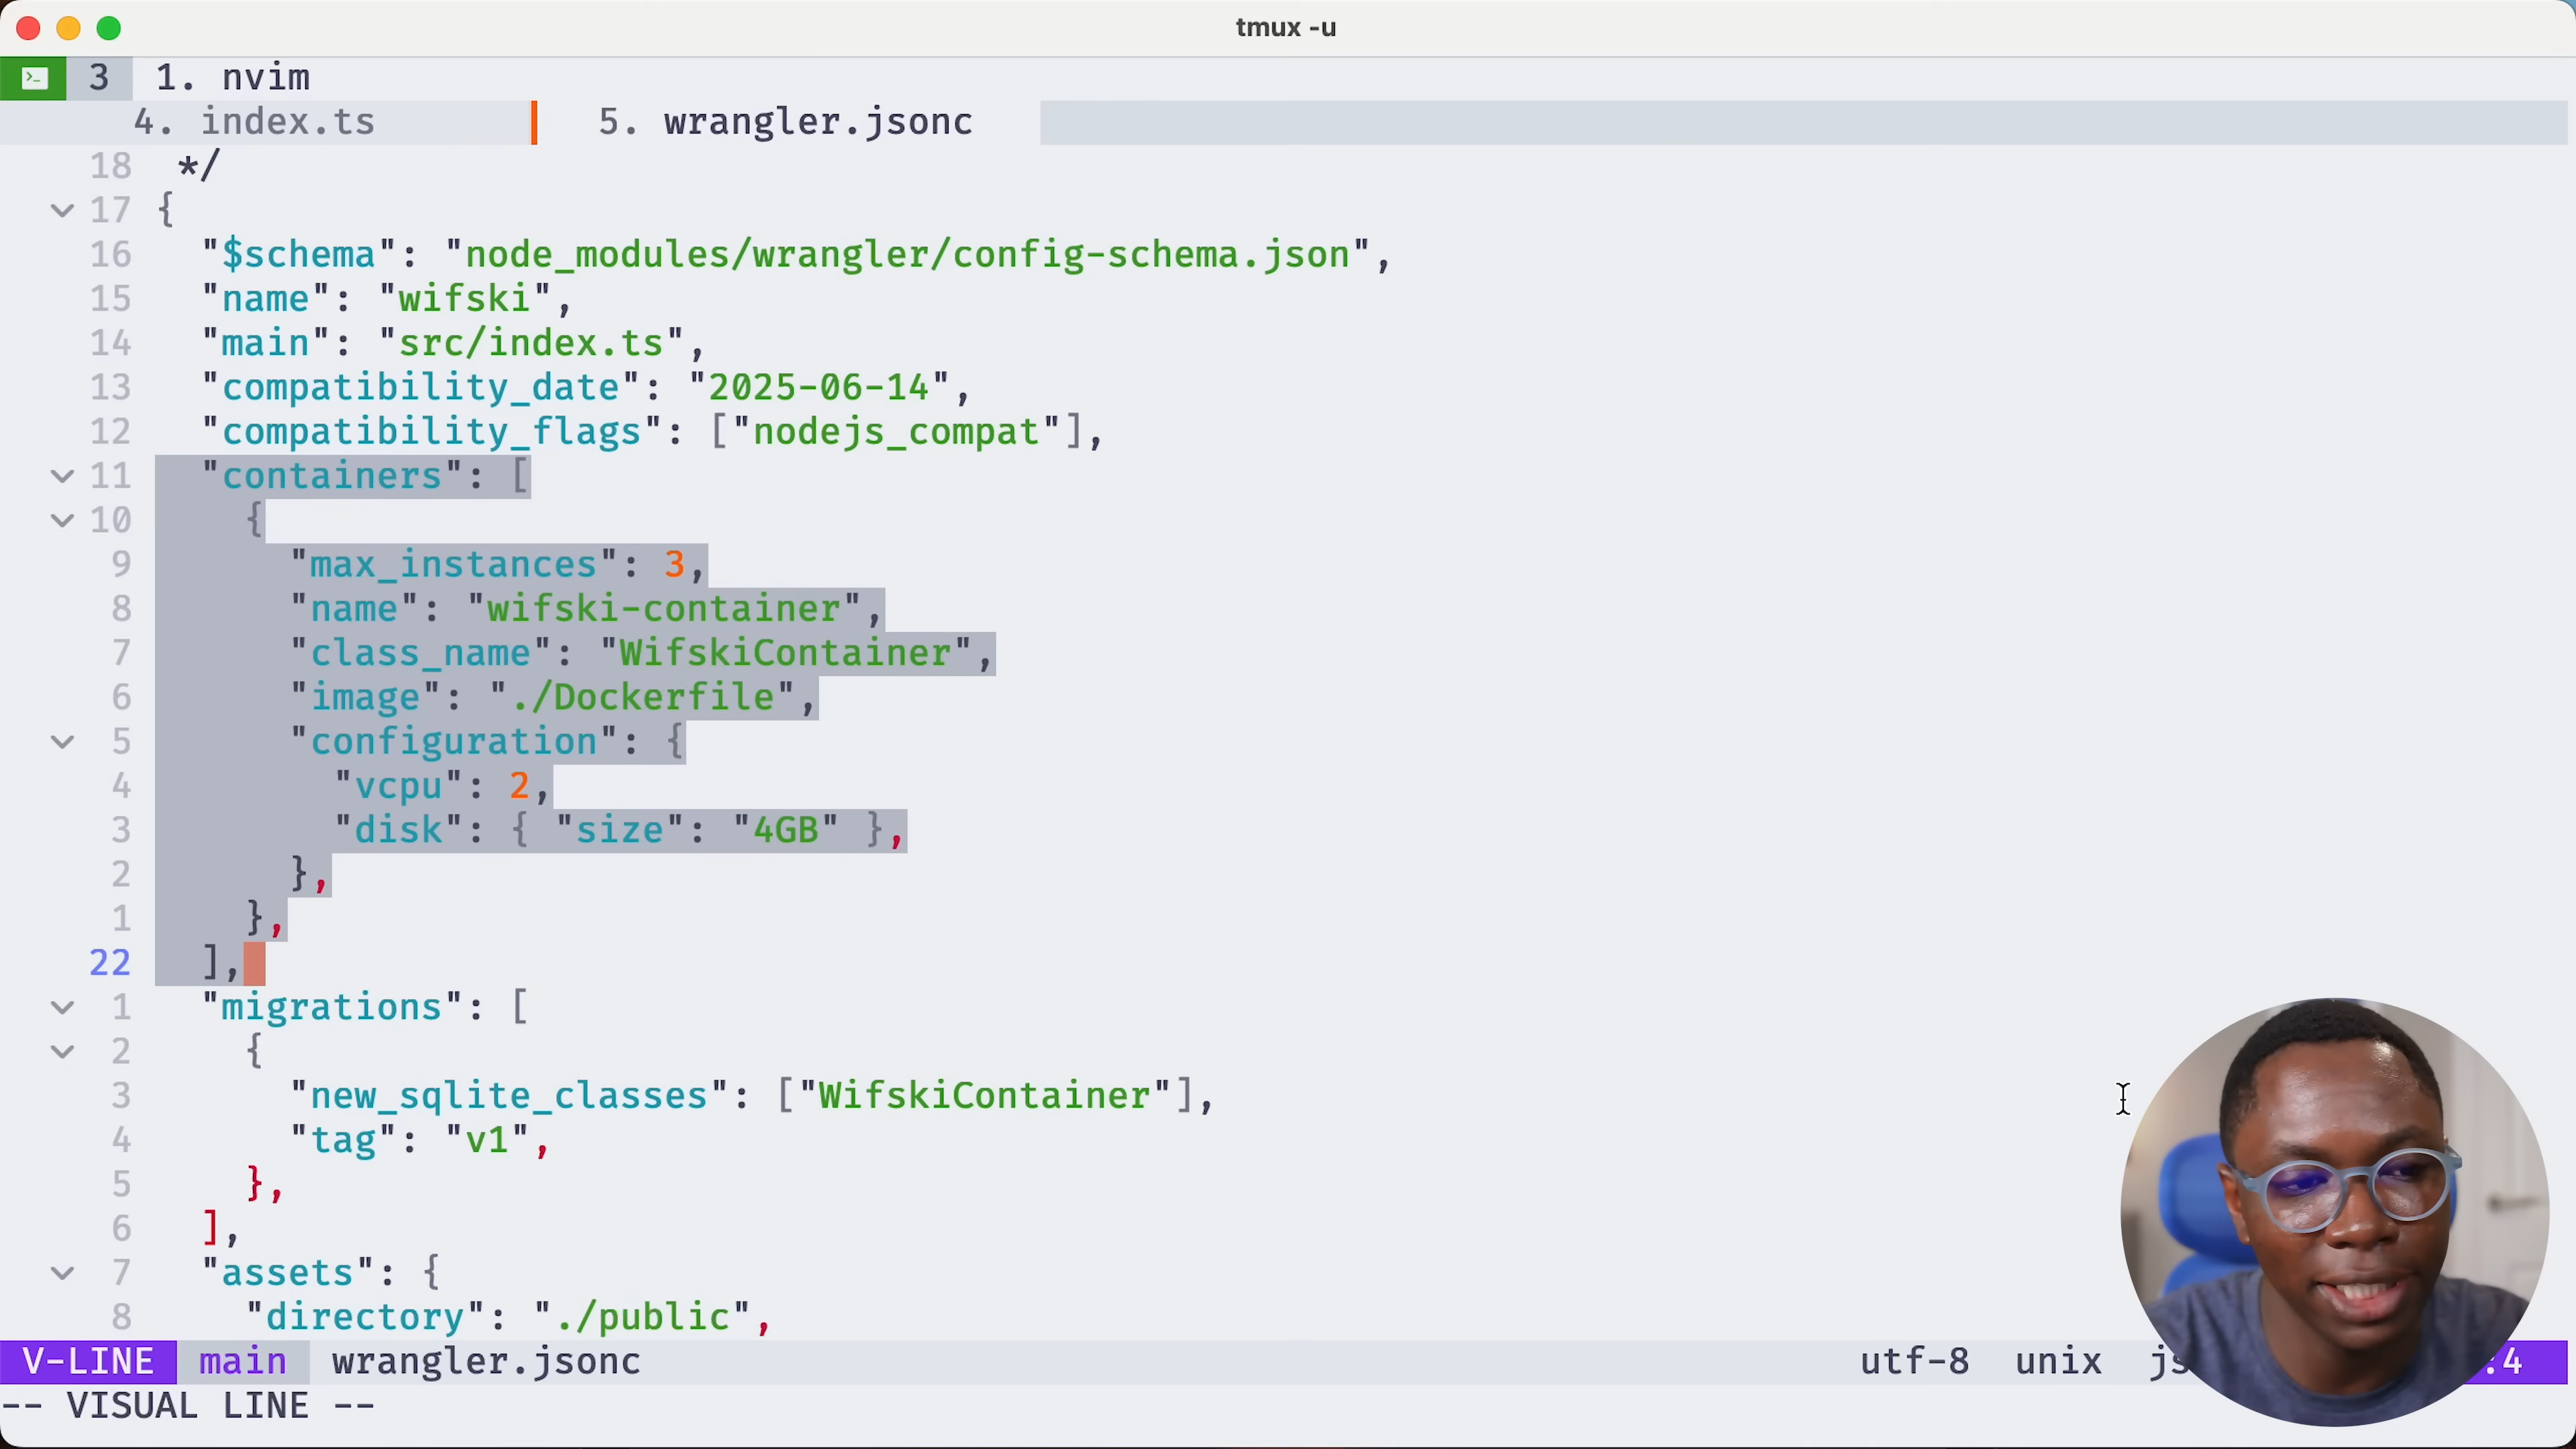 tmux -u
3 1. nvim
4. index.ts 5. wrangler.jsonc
18 */
17 {
16 "$schema": "node_modules/wrangler/config-schema.json",
15 "name": "wifski",
14 "main": "src/index.ts",
13 "compatibility_date": "2025-06-14",
12 "compatibility_flags": ["nodejs_compat"],
11 "containers": [
10 {
9 "max_instances": 3,
8 "name": "wifski-container",
7 "class_name": "WifskiContainer",
6 "image": "./Dockerfile",
5 "configuration": {
4 "vcpu": 2,
3 "disk": { "size": "4GB" },
2 },
1 },
22 ],
1 "migrations": [
2 {
3 "new_sqlite_classes": ["WifskiContainer"],
4 "tag": "v1",
5 },
6 ],
7 "assets": {
8 "directory": "./public",
V-LINE main wrangler.jsonc utf-8 unix js :4
-- VISUAL LINE --